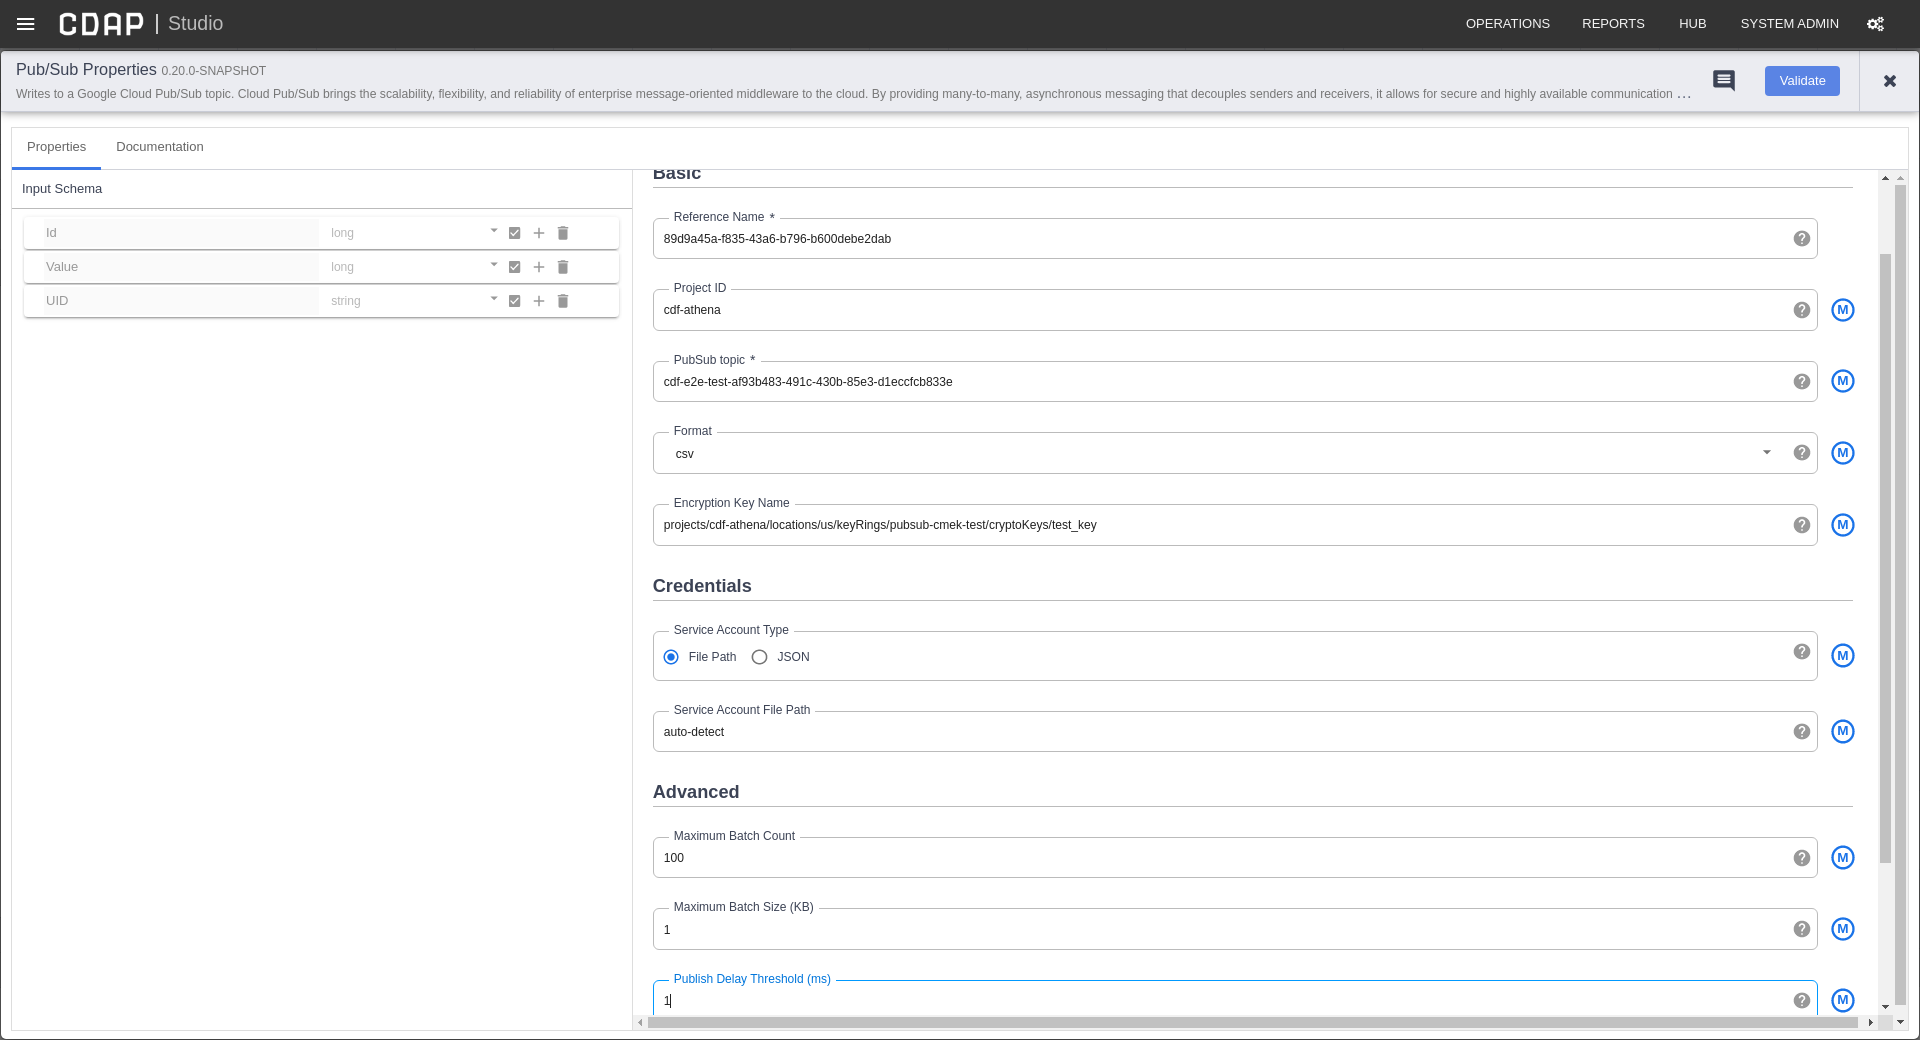 CDAP | Studio
OPERATIONS REPORTS HUB SYSTEM ADMIN
Pub/Sub Properties 0.20.0-SNAPSHOT
Writes to a Google Cloud Pub/Sub topic. Cloud Pub/Sub brings the scalability, flexibility, and reliability of enterprise message-oriented middleware to the cloud. By providing many-to-many, asynchronous messaging that decouples senders and receivers, it allows for secure and highly available communication ...
Validate
Properties Documentation
Input Schema
Id long
Value long
UID string
Basic
Reference Name *
89d9a45a-f835-43a6-b796-b600debe2dab
Project ID
cdf-athena
M
PubSub topic *
cdf-e2e-test-af93b483-491c-430b-85e3-d1eccfcb833e
M
Format
csv
M
Encryption Key Name
projects/cdf-athena/locations/us/keyRings/pubsub-cmek-test/cryptoKeys/test_key
M
Credentials
Service Account Type
File Path JSON
M
Service Account File Path
auto-detect
M
Advanced
Maximum Batch Count
100
M
Maximum Batch Size (KB)
1
M
Publish Delay Threshold (ms)
1
M